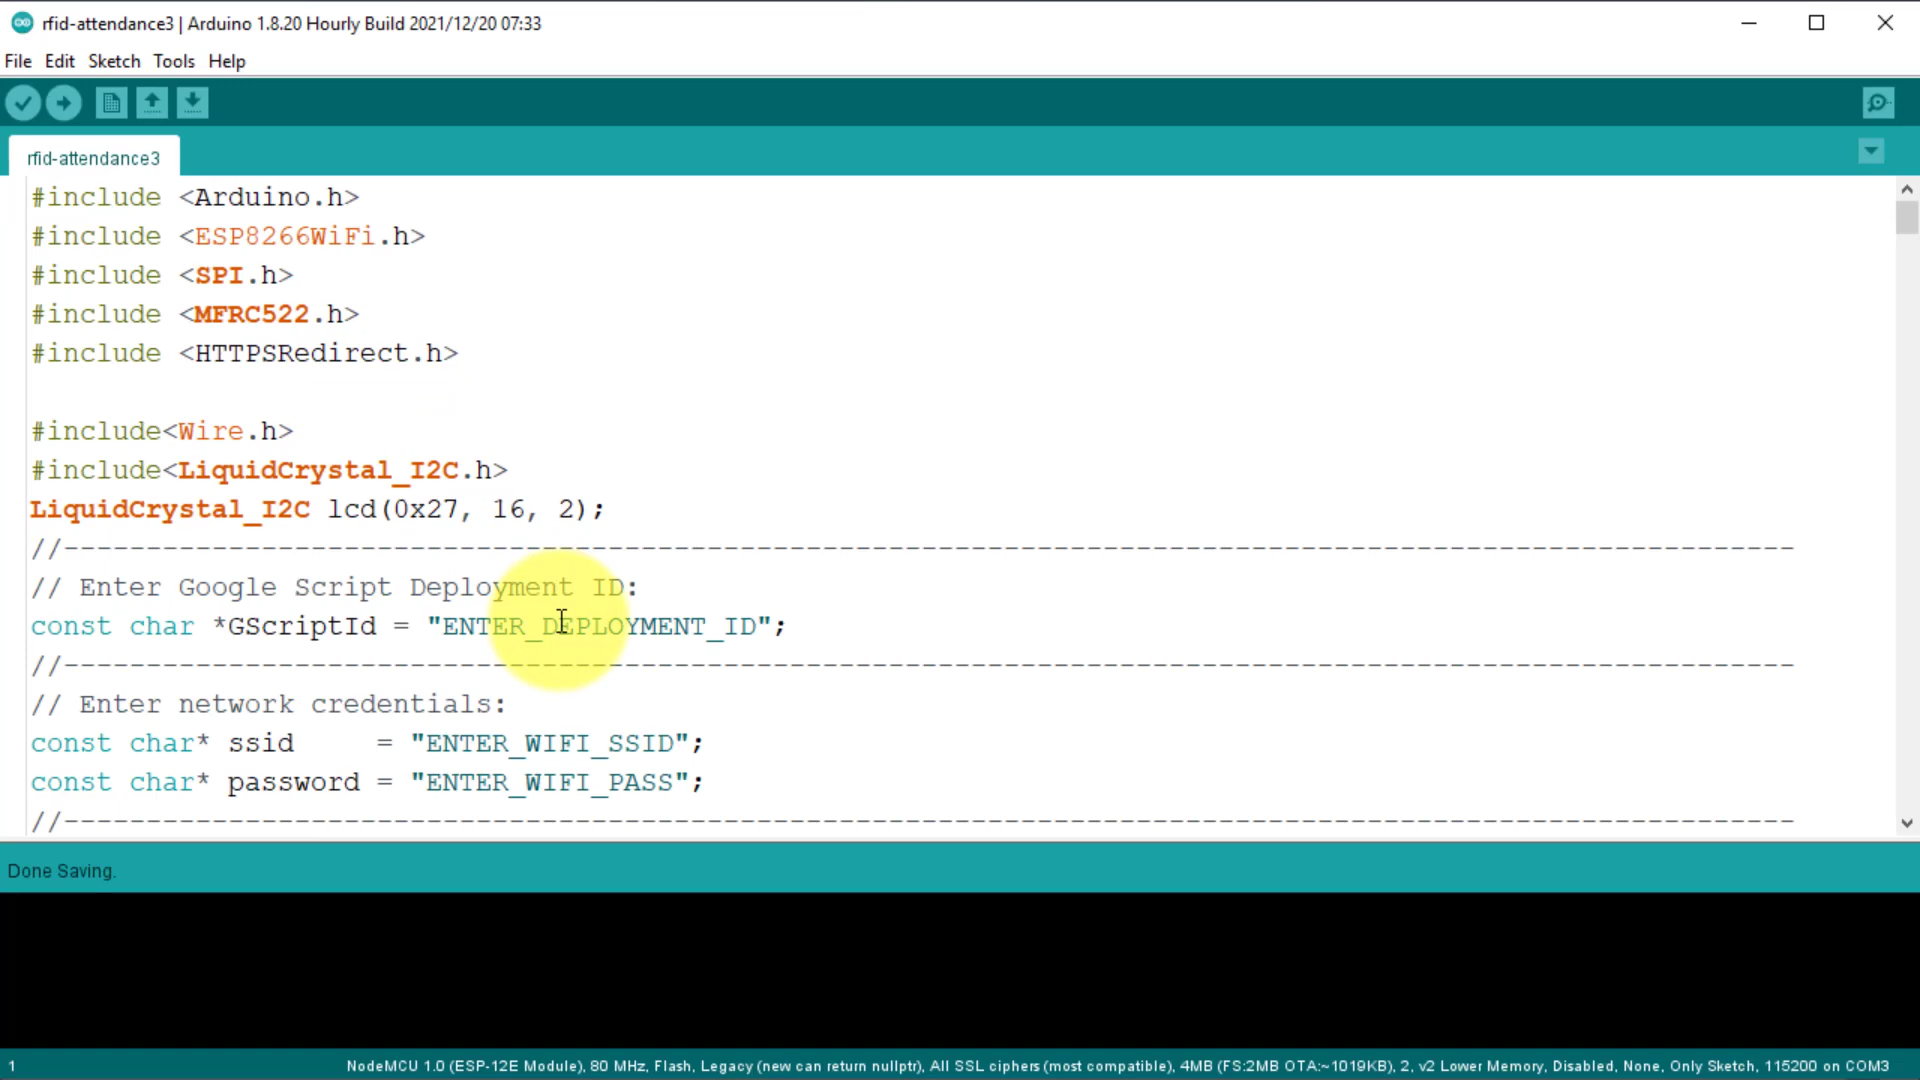 rfid-attendance3 | Arduino 1.8.20 Hourly Build 2021/12/20 07:33
File Edit Sketch Tools Help
rfid-attendance3
#include <Arduino.h>
#include <ESP8266WiFi.h>
#include <SPI.h>
#include <MFRC522.h>
#include <HTTPSRedirect.h>
#include<Wire.h>
#include<LiquidCrystal_I2C.h>
LiquidCrystal_I2C lcd(0x27, 16, 2);
//---------------------------------------------------------------------------------------------------------
// Enter Google Script Deployment ID:
const char *GScriptId = "ENTER_DEPLOYMENT_ID";
//---------------------------------------------------------------------------------------------------------
// Enter network credentials:
const char* ssid     = "ENTER_WIFI_SSID";
const char* password = "ENTER_WIFI_PASS";
//---------------------------------------------------------------------------------------------------------
Done Saving.
1 NodeMCU 1.0 (ESP-12E Module), 80 MHz, Flash, Legacy (new can return nullptr), All SSL ciphers (most compatible), 4MB (FS:2MB OTA:~1019KB), 2, v2 Lower Memory, Disabled, None, Only Sketch, 115200 on COM3